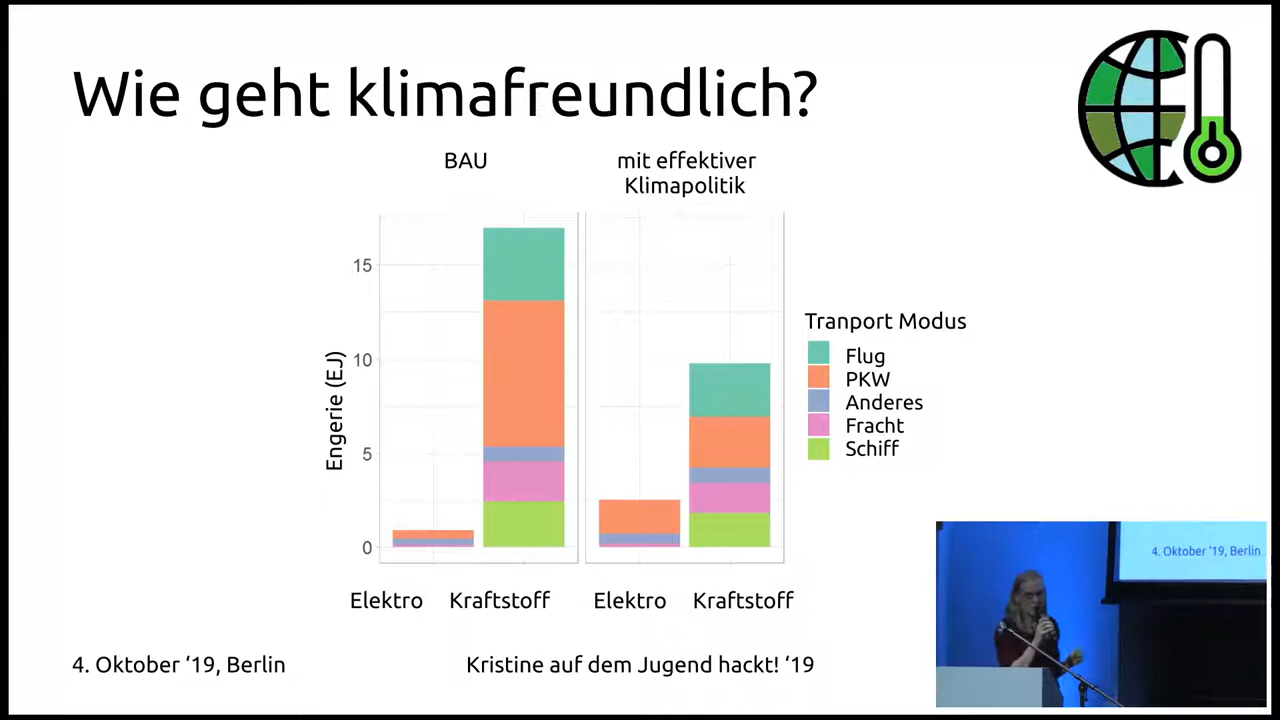 Wie geht klimafreundlich?
BAU
mit effektiver
Klimapolitik
15
10
5
0
Engerie (EJ)
Tranport Modus
Flug
PKW
Anderes
Fracht
Schiff
Elektro
Kraftstoff
Elektro
Kraftstoff
4. Oktober ‘19, Berlin
4. Oktober ‘19, Berlin
Kristine auf dem Jugend hackt! ‘19